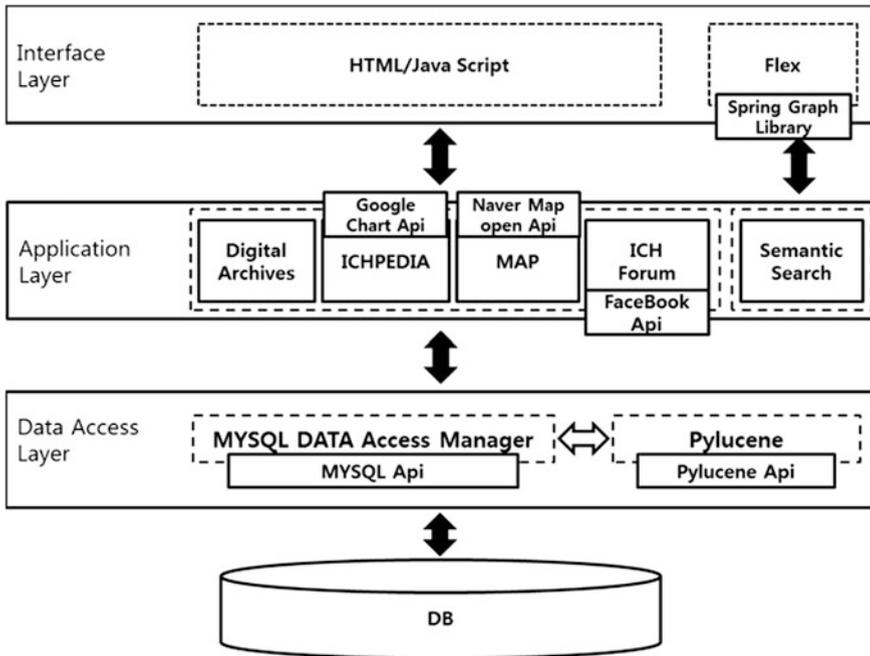 Interface
Layer
HTML/Java Script
Flex
Spring Graph
Library
Application
Layer
Digital
Archives
Google
Chart Api
ICHPEDIA
Naver Map
open Api
MAP
ICH
Forum
FaceBook
Api
Semantic
Search
Data Access
Layer
MYSQL DATA Access Manager
MYSQL Api
Pylucene
Pylucene Api
DB